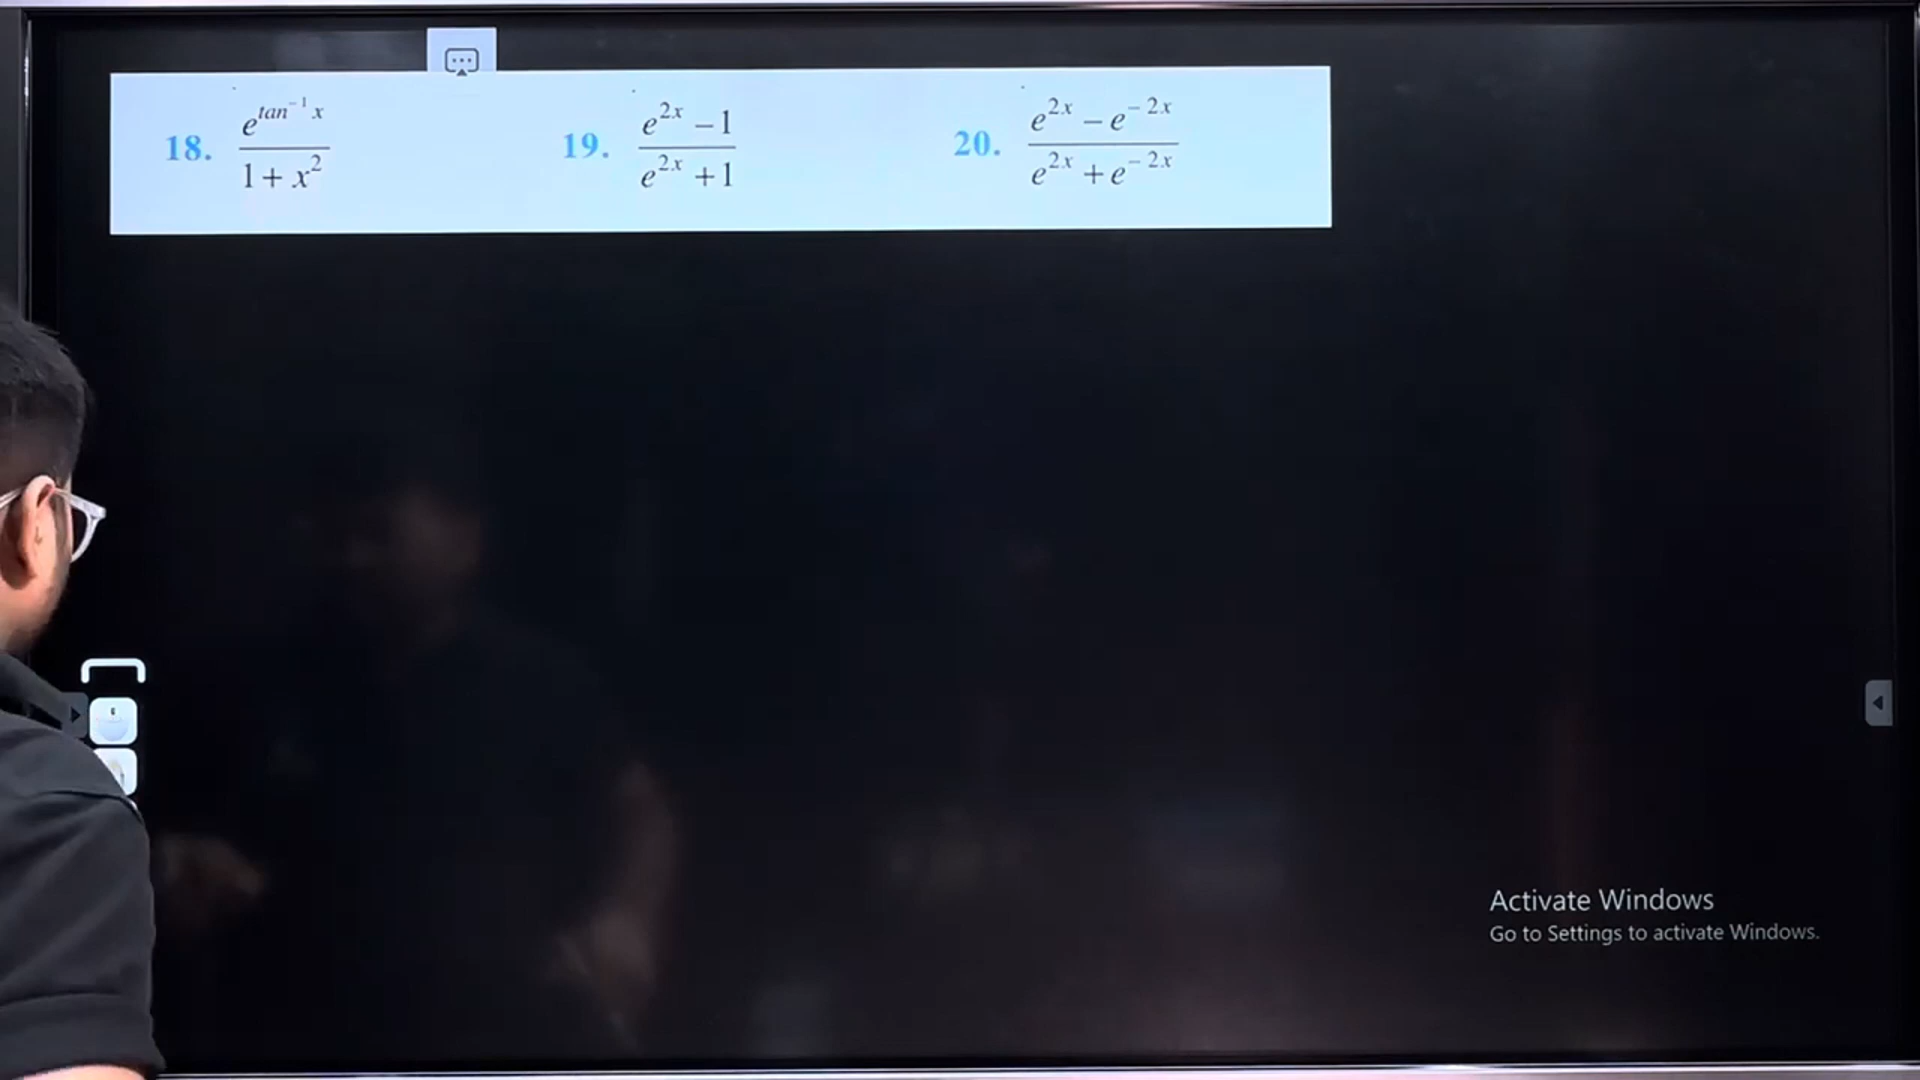 18. e^{tan^{-1} x} / 1 + x^2
19. e^{2x} – 1 / e^{2x} + 1
20. e^{2x} – e^{– 2x} / e^{2x} + e^{– 2x}
Activate Windows
Go to Settings to activate Windows.